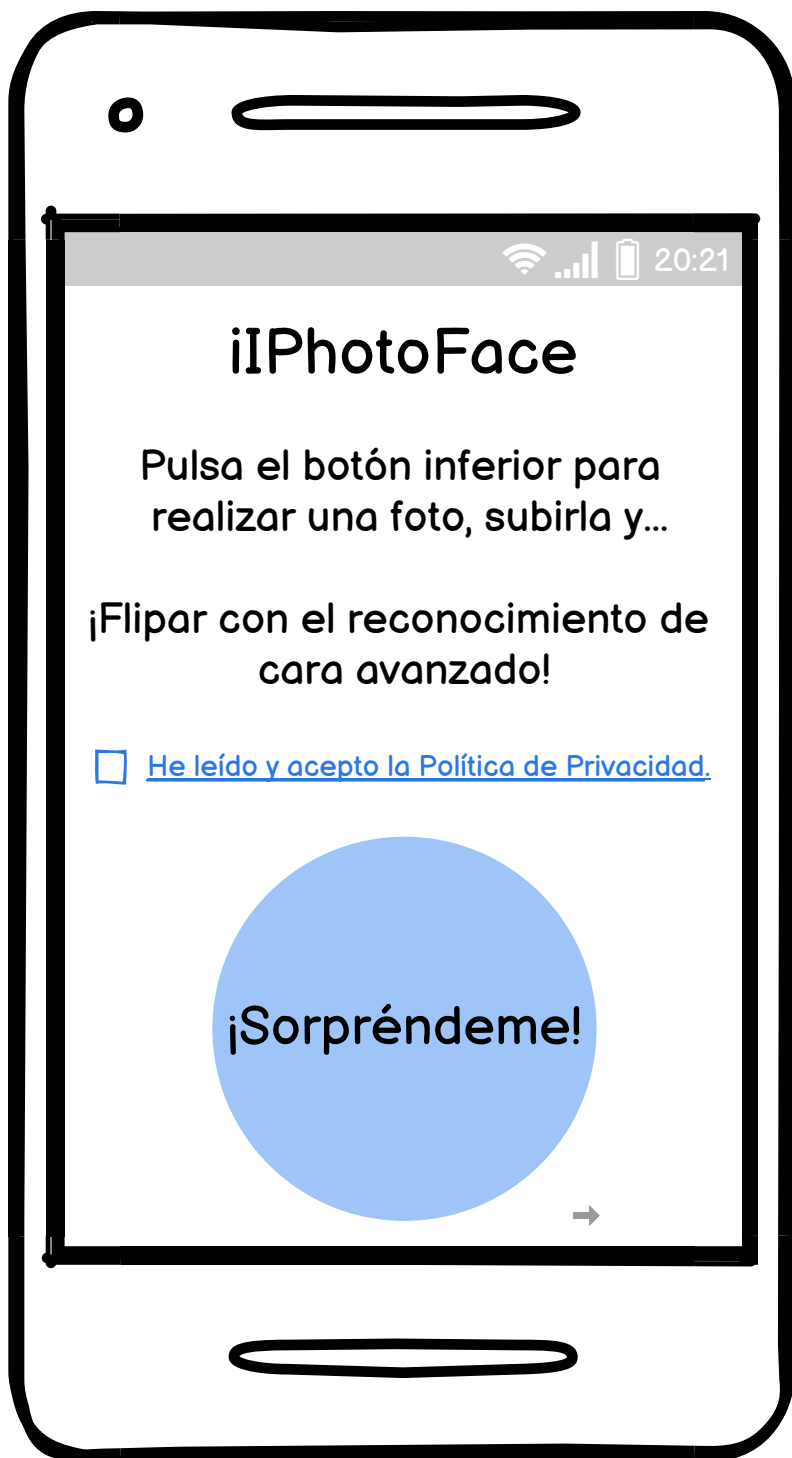 20:21
iIPhotoFace
Pulsa el botón inferior para
realizar una foto, subirla y...
¡Flipar con el reconocimiento de
cara avanzado!
He leído y acepto la Política de Privacidad.
¡Sorpréndeme!